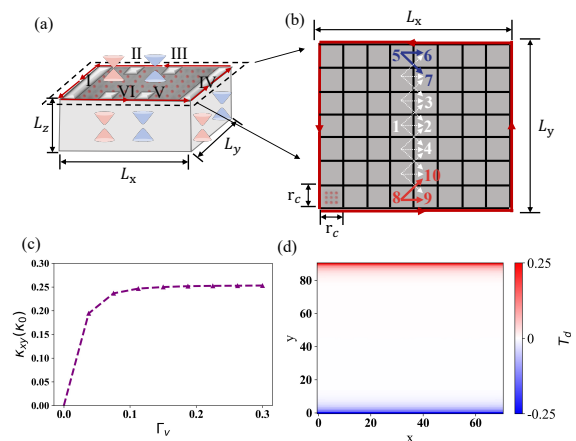 (a)
II
III
I
IV
VI
V
L_z
L_x
L_y
(b)
L_x
5
6
7
3
1
2
4
10
8
9
L_y
r_c
r_c
(c)
κ_xy(κ_0)
0.30
0.25
0.20
0.15
0.10
0.05
0.00
0.0
0.1
0.2
0.3
Γ_v
(d)
y
80
60
40
20
0
0
20
40
60
x
0.25
0
-0.25
T_d